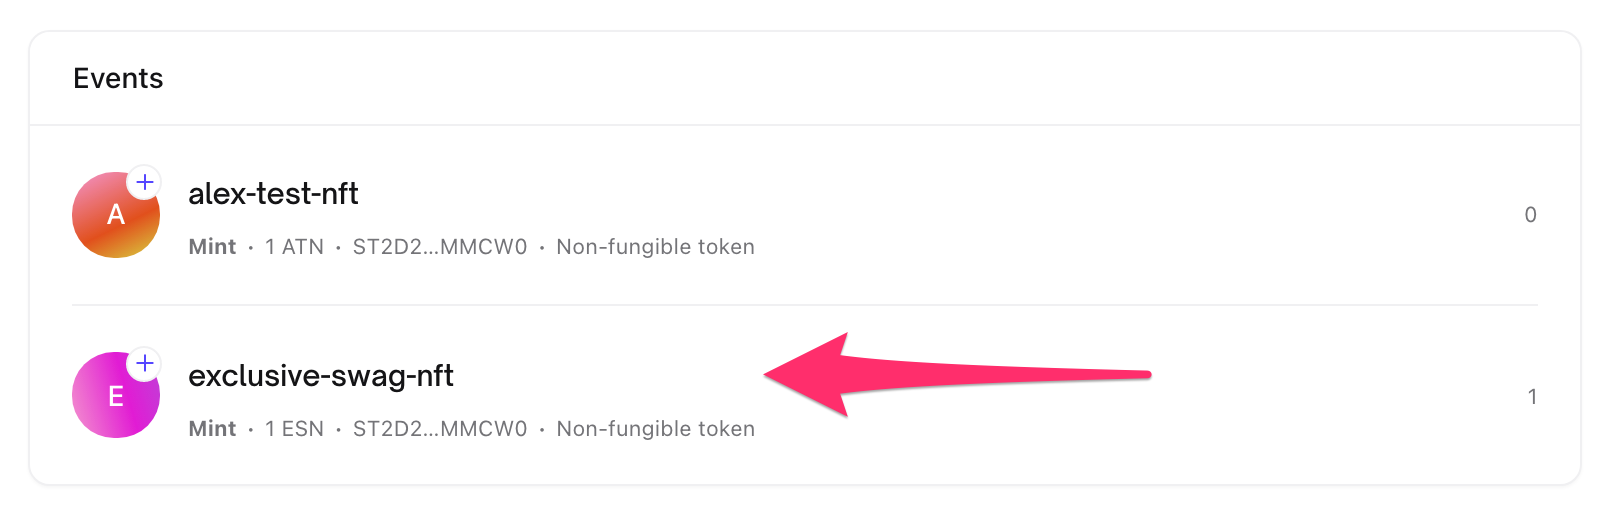 Events
A
+
alex-test-nft
Mint · 1 ATN · ST2D2...MMCW0 · Non-fungible token
0
E
+
exclusive-swag-nft
Mint · 1 ESN · ST2D2...MMCW0 · Non-fungible token
1